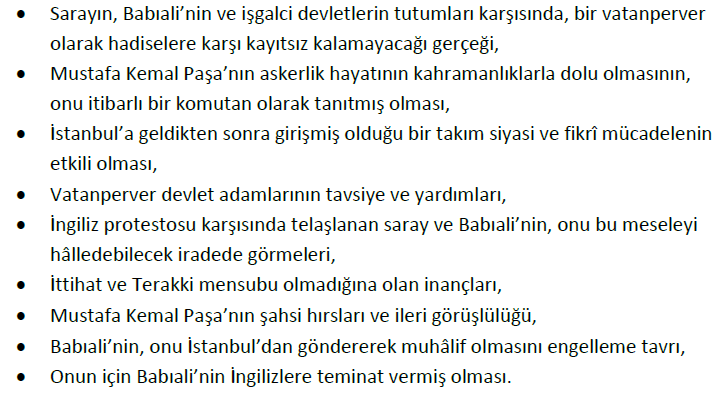 • Sarayın, Babıali’nin ve işgalci devletlerin tutumları karşısında, bir vatanperver
olarak hadiselere karşı kayıtsız kalamayacağı gerçeği,
• Mustafa Kemal Paşa’nın askerlik hayatının kahramanlıklarla dolu olmasının,
onu itibarlı bir komutan olarak tanıtmış olması,
• İstanbul’a geldikten sonra girişmiş olduğu bir takım siyasi ve fikrî mücadelenin
etkili olması,
• Vatanperver devlet adamlarının tavsiye ve yardımları,
• İngiliz protestosu karşısında telaşlanan saray ve Babıali’nin, onu bu meseleyi
hâlledebilecek iradede görmeleri,
• İttihat ve Terakki mensubu olmadığına olan inançları,
• Mustafa Kemal Paşa’nın şahsi hırsları ve ileri görüşlülüğü,
• Babıali’nin, onu İstanbul’dan göndererek muhâlif olmasını engelleme tavrı,
• Onun için Babıali’nin İngilizlere teminat vermiş olması.